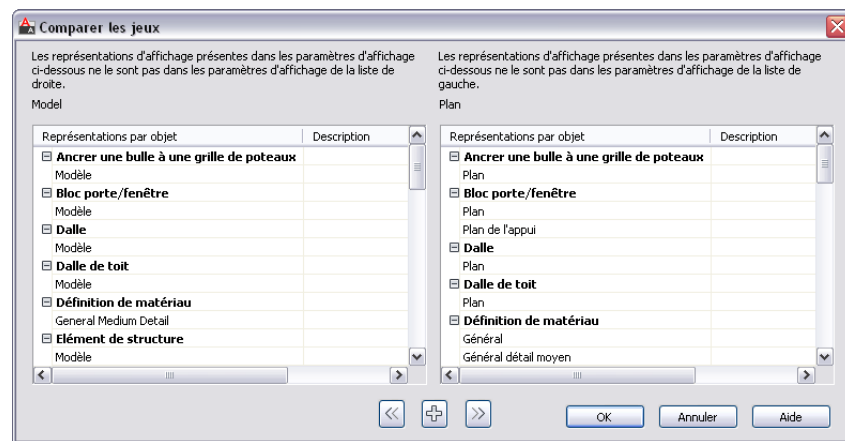 Comparer les jeux
Les représentations d'affichage présentes dans les paramètres d'affichage
ci-dessous ne le sont pas dans les paramètres d'affichage de la liste de
droite.
Model
Représentations par objet Description
Ancrer une bulle à une grille de poteaux
Modèle
Bloc porte/fenêtre
Modèle
Dalle
Modèle
Dalle de toit
Modèle
Définition de matériau
General Medium Detail
Elément de structure
Modèle
Les représentations d'affichage présentes dans les paramètres d'affichage
ci-dessous ne le sont pas dans les paramètres d'affichage de la liste de
gauche.
Plan
Représentations par objet Description
Ancrer une bulle à une grille de poteaux
Plan
Bloc porte/fenêtre
Plan
Plan de l'appui
Dalle
Plan
Dalle de toit
Plan
Définition de matériau
Général
Général détail moyen
OK Annuler Aide